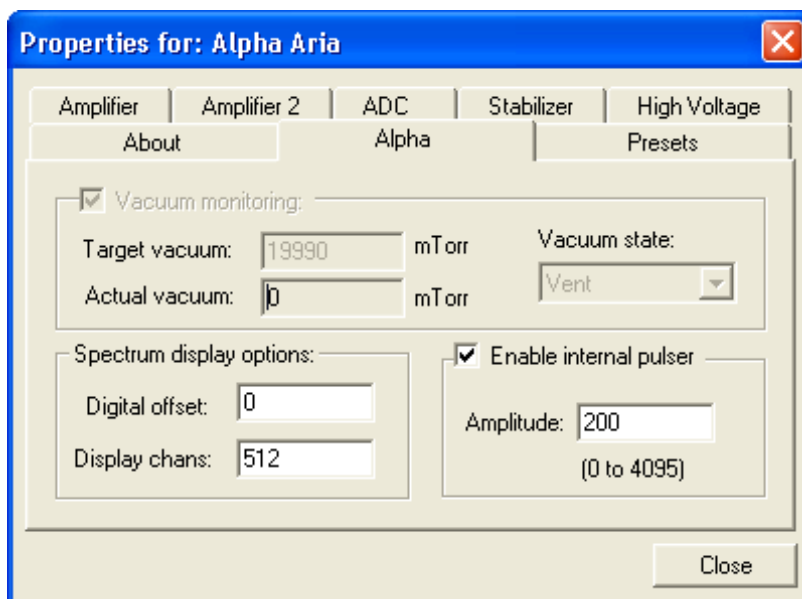 Properties for: Alpha Aria
Amplifier Amplifier 2 ADC Stabilizer High Voltage
About Alpha Presets
Vacuum monitoring:
Target vacuum: 19990 mTorr
Vacuum state:
Actual vacuum: 0 mTorr
Vent
Spectrum display options:
Digital offset: 0
Display chans: 512
Enable internal pulser
Amplitude: 200
(0 to 4095)
Close